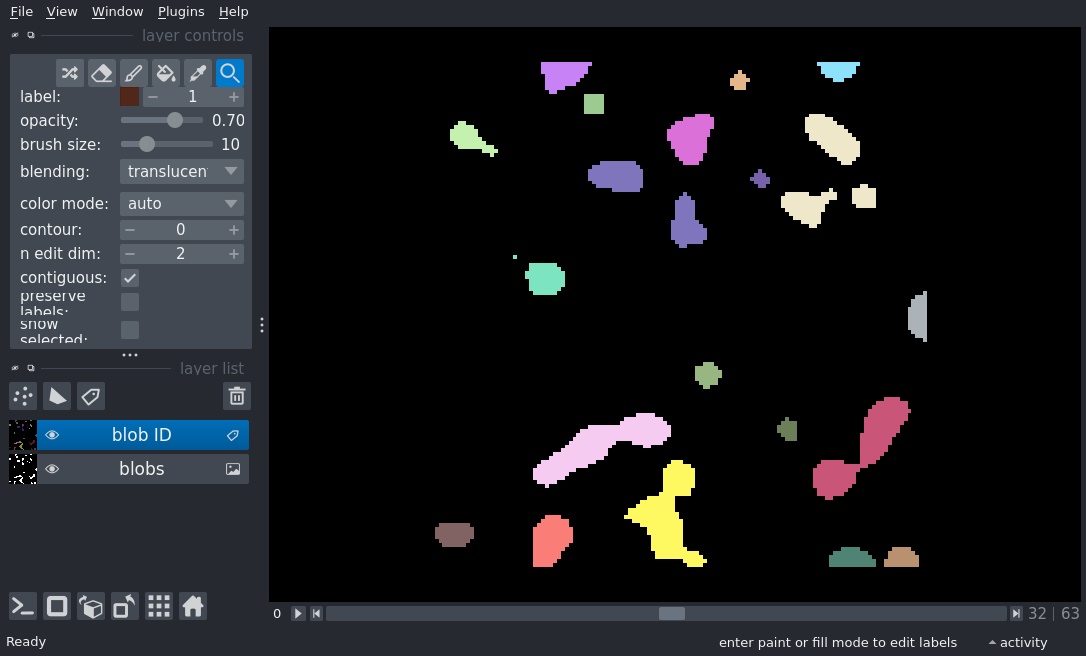 File View Window Plugins Help
layer controls
label: − 1 +
opacity: 0.70
brush size: 10
blending: translucen
color mode: auto
contour: − 0 +
n edit dim: − 2 +
contiguous:
preserve
labels:
show
selected:
layer list
blob ID
blobs
0 32 | 63
Ready enter paint or fill mode to edit labels activity